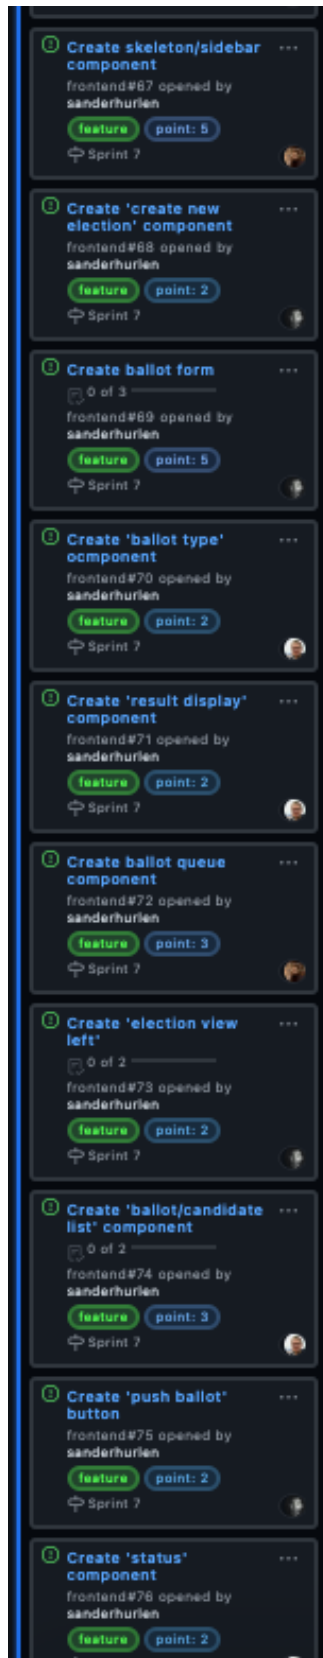 Create skeleton/sidebar
component
frontend#67 opened by
sanderhurlen
feature point: 5
Sprint 7
Create 'create new
election' component
frontend#68 opened by
sanderhurlen
feature point: 2
Sprint 7
Create ballot form
0 of 3
frontend#69 opened by
sanderhurlen
feature point: 5
Sprint 7
Create 'ballot type'
ocmponent
frontend#70 opened by
sanderhurlen
feature point: 2
Sprint 7
Create 'result display'
component
frontend#71 opened by
sanderhurlen
feature point: 2
Sprint 7
Create ballot queue
component
frontend#72 opened by
sanderhurlen
feature point: 3
Sprint 7
Create 'election view
left'
0 of 2
frontend#73 opened by
sanderhurlen
feature point: 2
Sprint 7
Create 'ballot/candidate
list' component
0 of 2
frontend#74 opened by
sanderhurlen
feature point: 3
Sprint 7
Create 'push ballot'
button
frontend#75 opened by
sanderhurlen
feature point: 2
Sprint 7
Create 'status'
component
frontend#76 opened by
sanderhurlen
feature point: 2